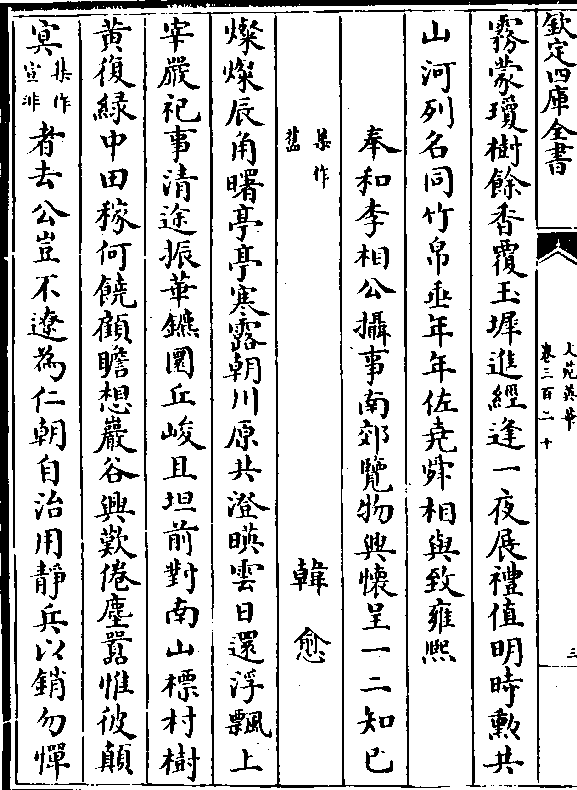 欽定四庫全書
文苑英華
卷三百二十
三
霧蒙瓊樹餘香覆玉墀進經逢一夜展禮值明時勲共
山河列名同竹帛垂年年佐堯舜相與致雍熙
奉和李相公攝事南郊覽物興懷呈一二知已
集作舊
韓愈
燦燦辰角曙亭亭寒露朝川原共澄映雲日還浮飄上
宰嚴祀事清途振華鑣圜丘峻且坦前對南山標村樹
黄復緑中田稼何饒顧瞻想巖谷興歎倦塵囂惟彼顛
冥集作宣非者去公豈不遼為仁朝自治用靜兵以銷勿憚